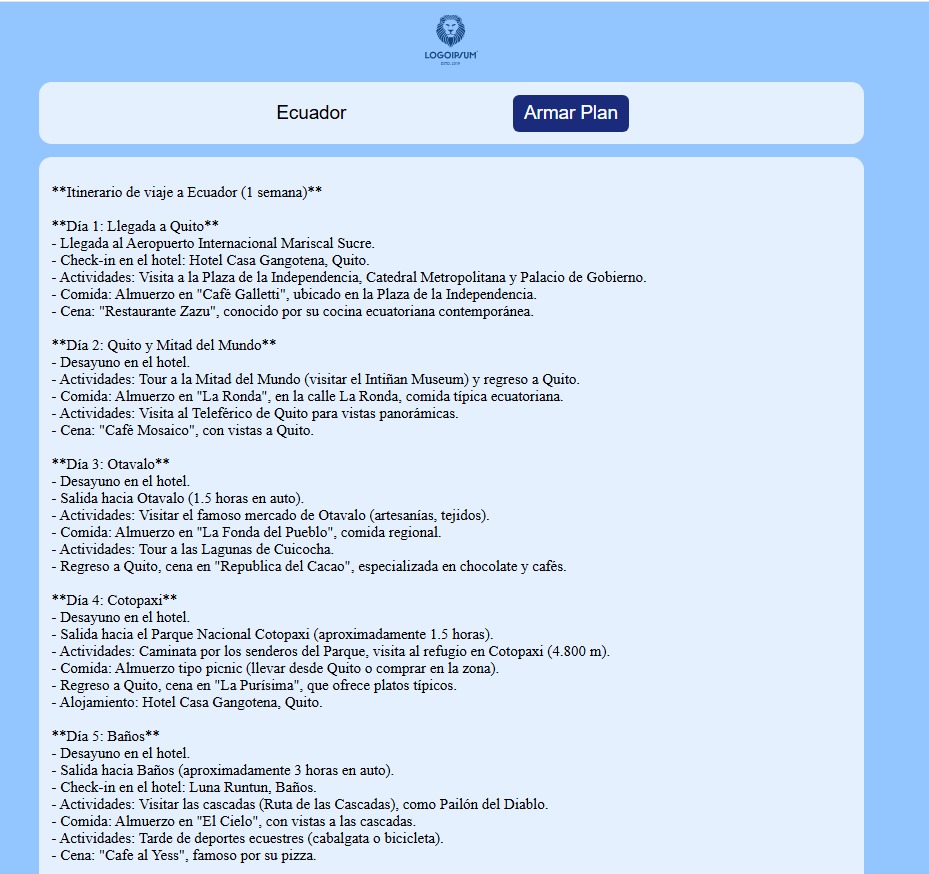 LOGOIPSUM
Ecuador
Armar Plan
**Itinerario de viaje a Ecuador (1 semana)**
**Día 1: Llegada a Quito**
- Llegada al Aeropuerto Internacional Mariscal Sucre.
- Check-in en el hotel: Hotel Casa Gangotena, Quito.
- Actividades: Visita a la Plaza de la Independencia, Catedral Metropolitana y Palacio de Gobierno.
- Comida: Almuerzo en "Café Galletti", ubicado en la Plaza de la Independencia.
- Cena: "Restaurante Zazu", conocido por su cocina ecuatoriana contemporánea.
**Día 2: Quito y Mitad del Mundo**
- Desayuno en el hotel.
- Actividades: Tour a la Mitad del Mundo (visitar el Intiñan Museum) y regreso a Quito.
- Comida: Almuerzo en "La Ronda", en la calle La Ronda, comida típica ecuatoriana.
- Actividades: Visita al Teleférico de Quito para vistas panorámicas.
- Cena: "Café Mosaico", con vistas a Quito.
**Día 3: Otavalo**
- Desayuno en el hotel.
- Salida hacia Otavalo (1.5 horas en auto).
- Actividades: Visitar el famoso mercado de Otavalo (artesanías, tejidos).
- Comida: Almuerzo en "La Fonda del Pueblo", comida regional.
- Actividades: Tour a las Lagunas de Cuicocha.
- Regreso a Quito, cena en "Republica del Cacao", especializada en chocolate y cafés.
**Día 4: Cotopaxi**
- Desayuno en el hotel.
- Salida hacia el Parque Nacional Cotopaxi (aproximadamente 1.5 horas).
- Actividades: Caminata por los senderos del Parque, visita al refugio en Cotopaxi (4.800 m).
- Comida: Almuerzo tipo picnic (llevar desde Quito o comprar en la zona).
- Regreso a Quito, cena en "La Purísima", que ofrece platos típicos.
- Alojamiento: Hotel Casa Gangotena, Quito.
**Día 5: Baños**
- Desayuno en el hotel.
- Salida hacia Baños (aproximadamente 3 horas en auto).
- Check-in en el hotel: Luna Runtun, Baños.
- Actividades: Visitar las cascadas (Ruta de las Cascadas), como Pailón del Diablo.
- Comida: Almuerzo en "El Cielo", con vistas a las cascadas.
- Actividades: Tarde de deportes ecuestres (cabalgata o bicicleta).
- Cena: "Cafe al Yess", famoso por su pizza.